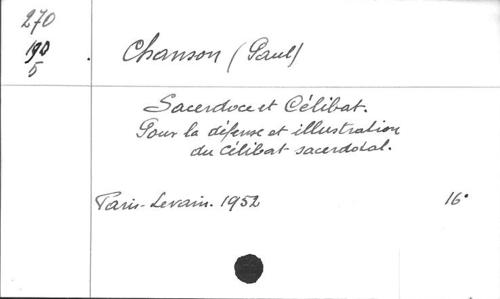 270
190
5
Chanson (Paul)
Sacerdoce et Célibat.
Pour la défense et illustration
du célibat sacerdotal.
Paris-Levain. 1952 16°